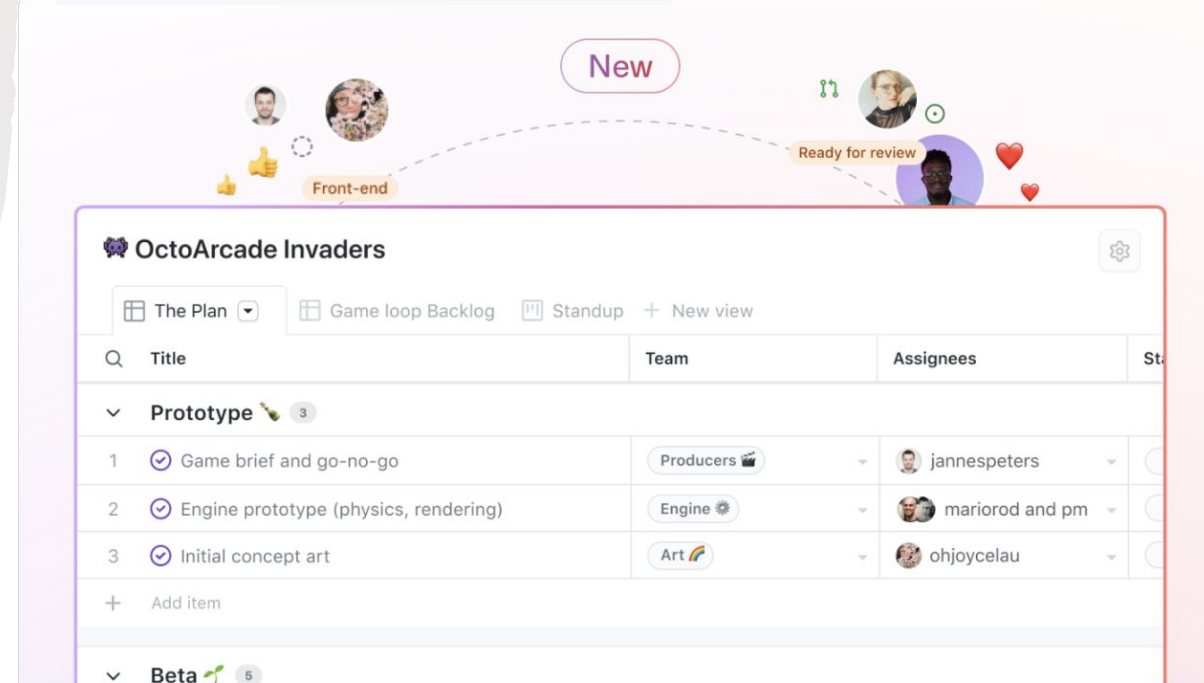 New
Ready for review
Front-end
OctoArcade Invaders
The Plan Game loop Backlog Standup + New view
Title Team Assignees
Prototype 3
1 Game brief and go-no-go Producers jannespeters
2 Engine prototype (physics, rendering) Engine mariorod and pm
3 Initial concept art Art ohjoycelau
+ Add item
Beta 5